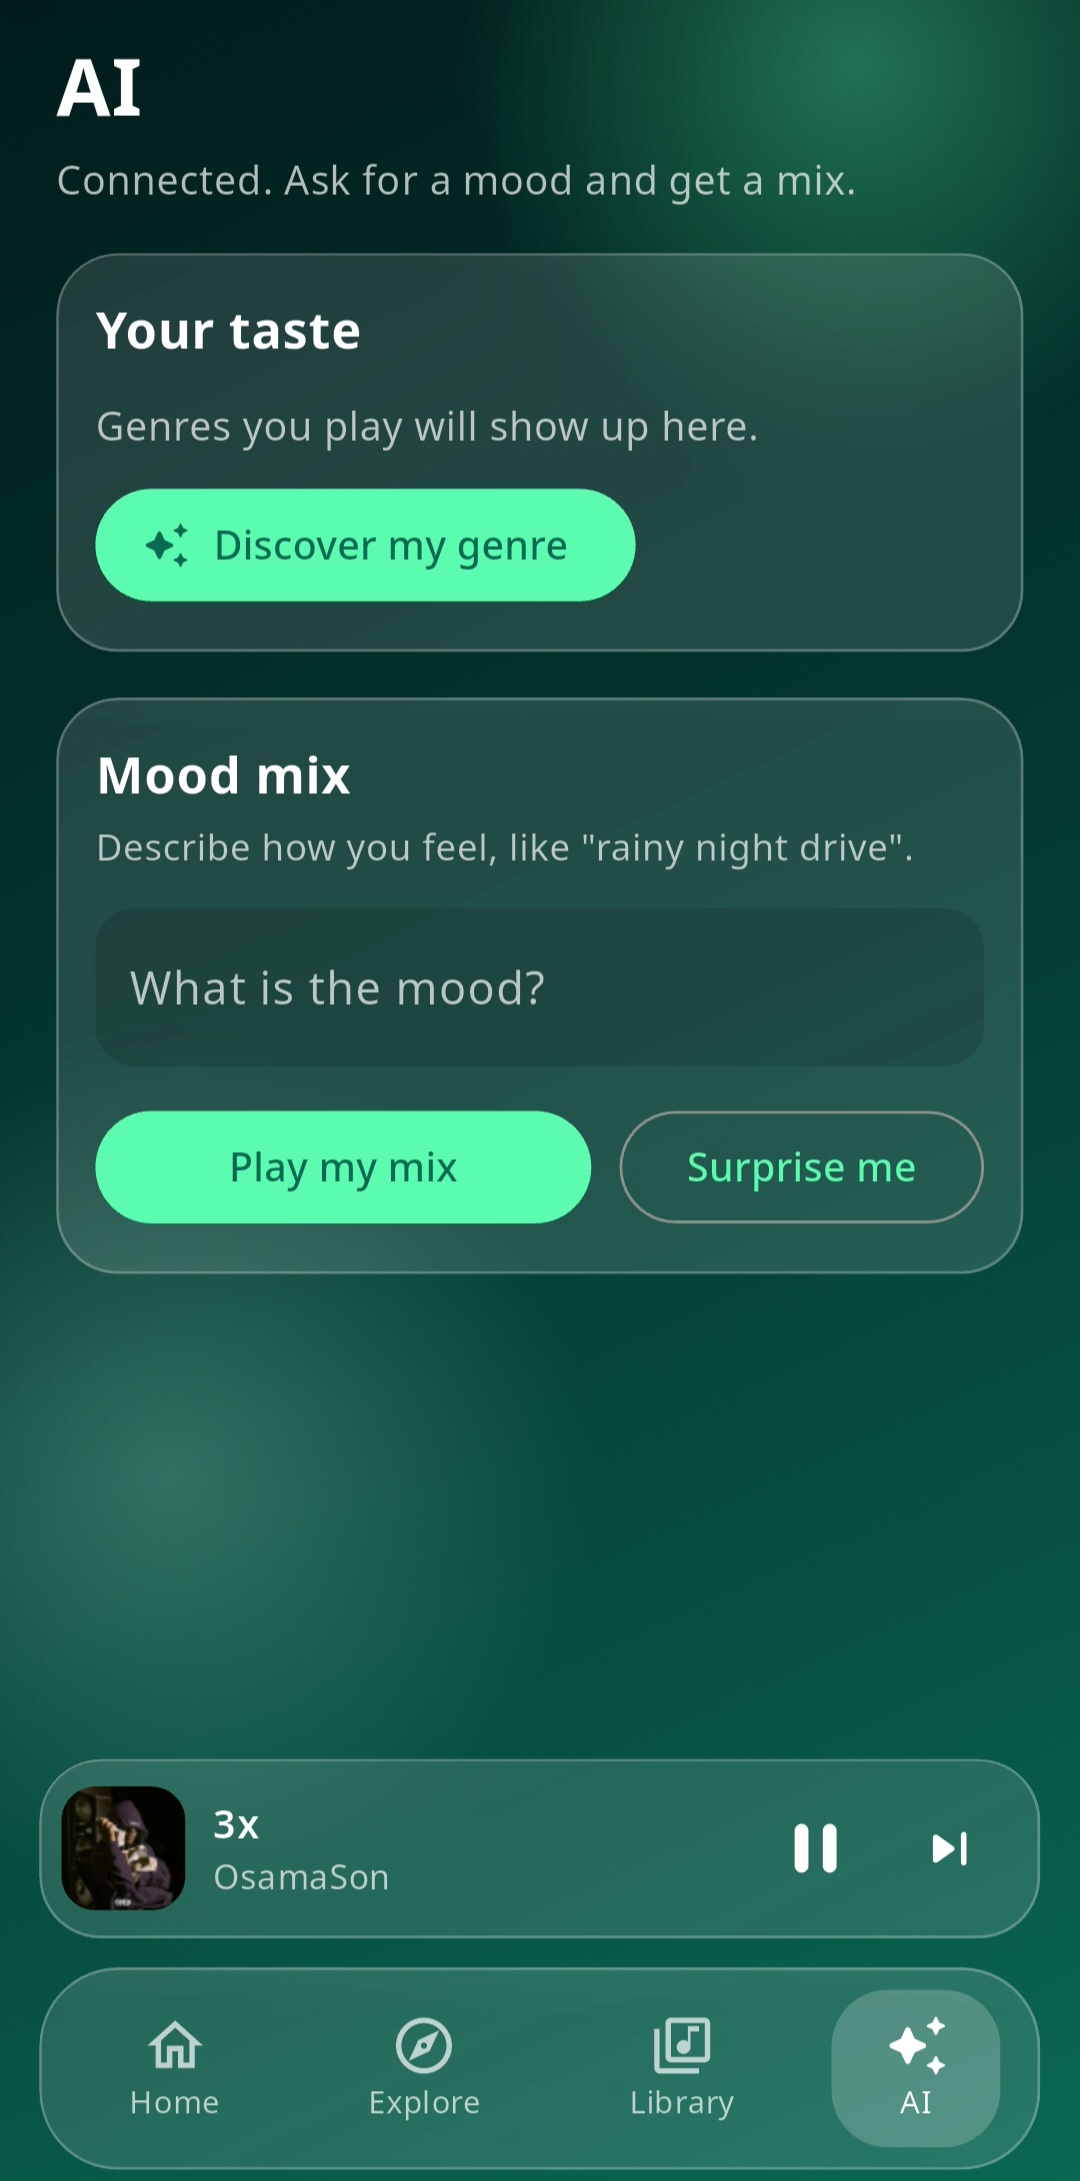 AI
Connected. Ask for a mood and get a mix.
Your taste
Genres you play will show up here.
Discover my genre
Mood mix
Describe how you feel, like "rainy night drive".
What is the mood?
Play my mix
Surprise me
3x
OsamaSon
Home
Explore
Library
AI